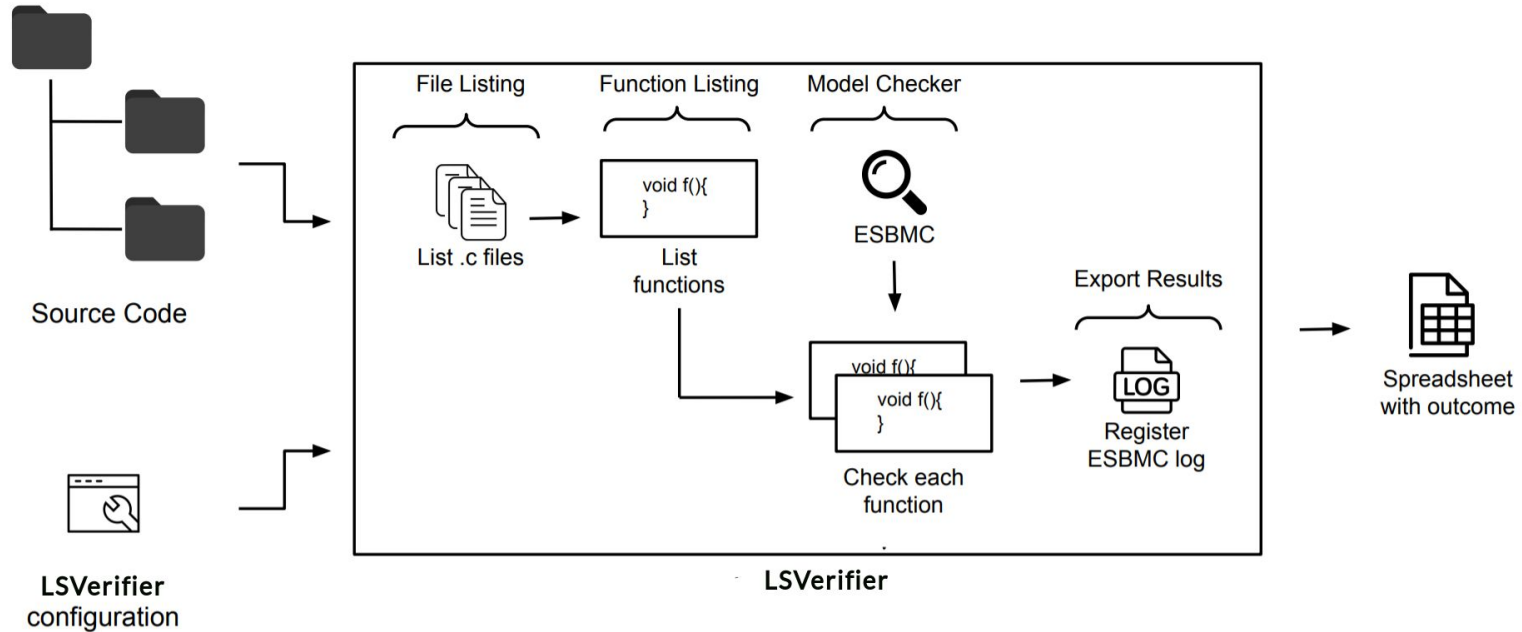 File Listing
Function Listing
Model Checker
void f(){
}
ESBMC
List .c files
List
functions
Source Code
Export Results
void f(){
void f(){
}
LOG
Register
ESBMC log
Check each
function
Spreadsheet
with outcome
LSVerifier
configuration
LSVerifier